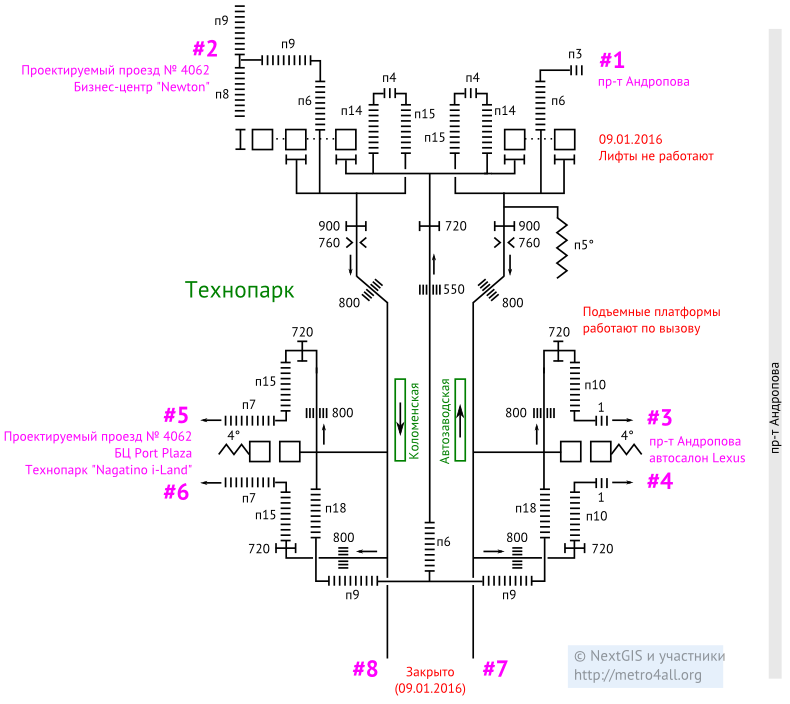 п9
#2
Проектируемый проезд № 4062
Бизнес-центр "Newton"
п9
п8
п6
п4
п14
п15
п4
п14
п15
п3
#1
пр-т Андропова
п6
09.01.2016
Лифты не работают
900
760
720
900
760
п5°
800
550
800
Технопарк
Подъемные платформы
работают по вызову
720
п15
п7
800
#5
Проектируемый проезд № 4062
БЦ Port Plaza
Технопарк "Nagatino i-Land"
#6
4°
Коломенская
Автозаводская
720
п10
800
1
#3
пр-т Андропова
автосалон Lexus
#4
4°
пр-т Андропова
п7
п15
п18
720
800
п6
п9
800
п18
1
п10
720
п9
#8
Закрыто
(09.01.2016)
#7
© NextGIS и участники
http://metro4all.org